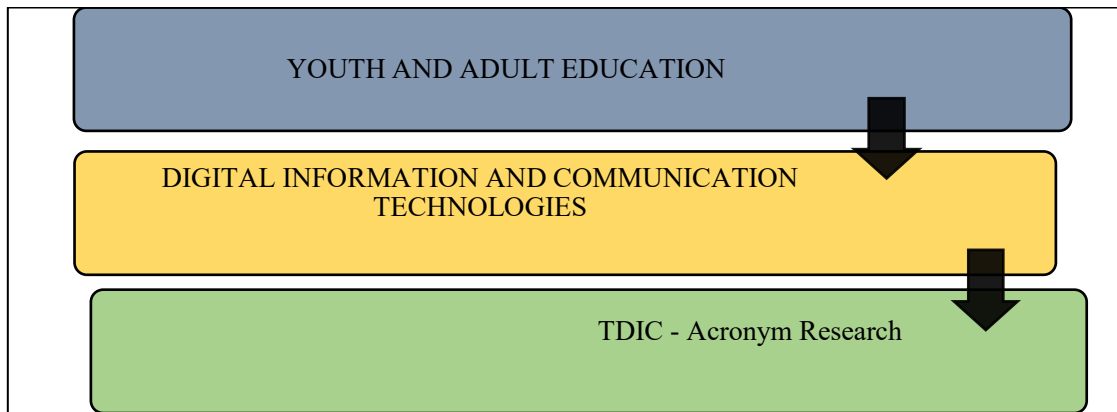 YOUTH AND ADULT EDUCATION
DIGITAL INFORMATION AND COMMUNICATION
TECHNOLOGIES
TDIC - Acronym Research